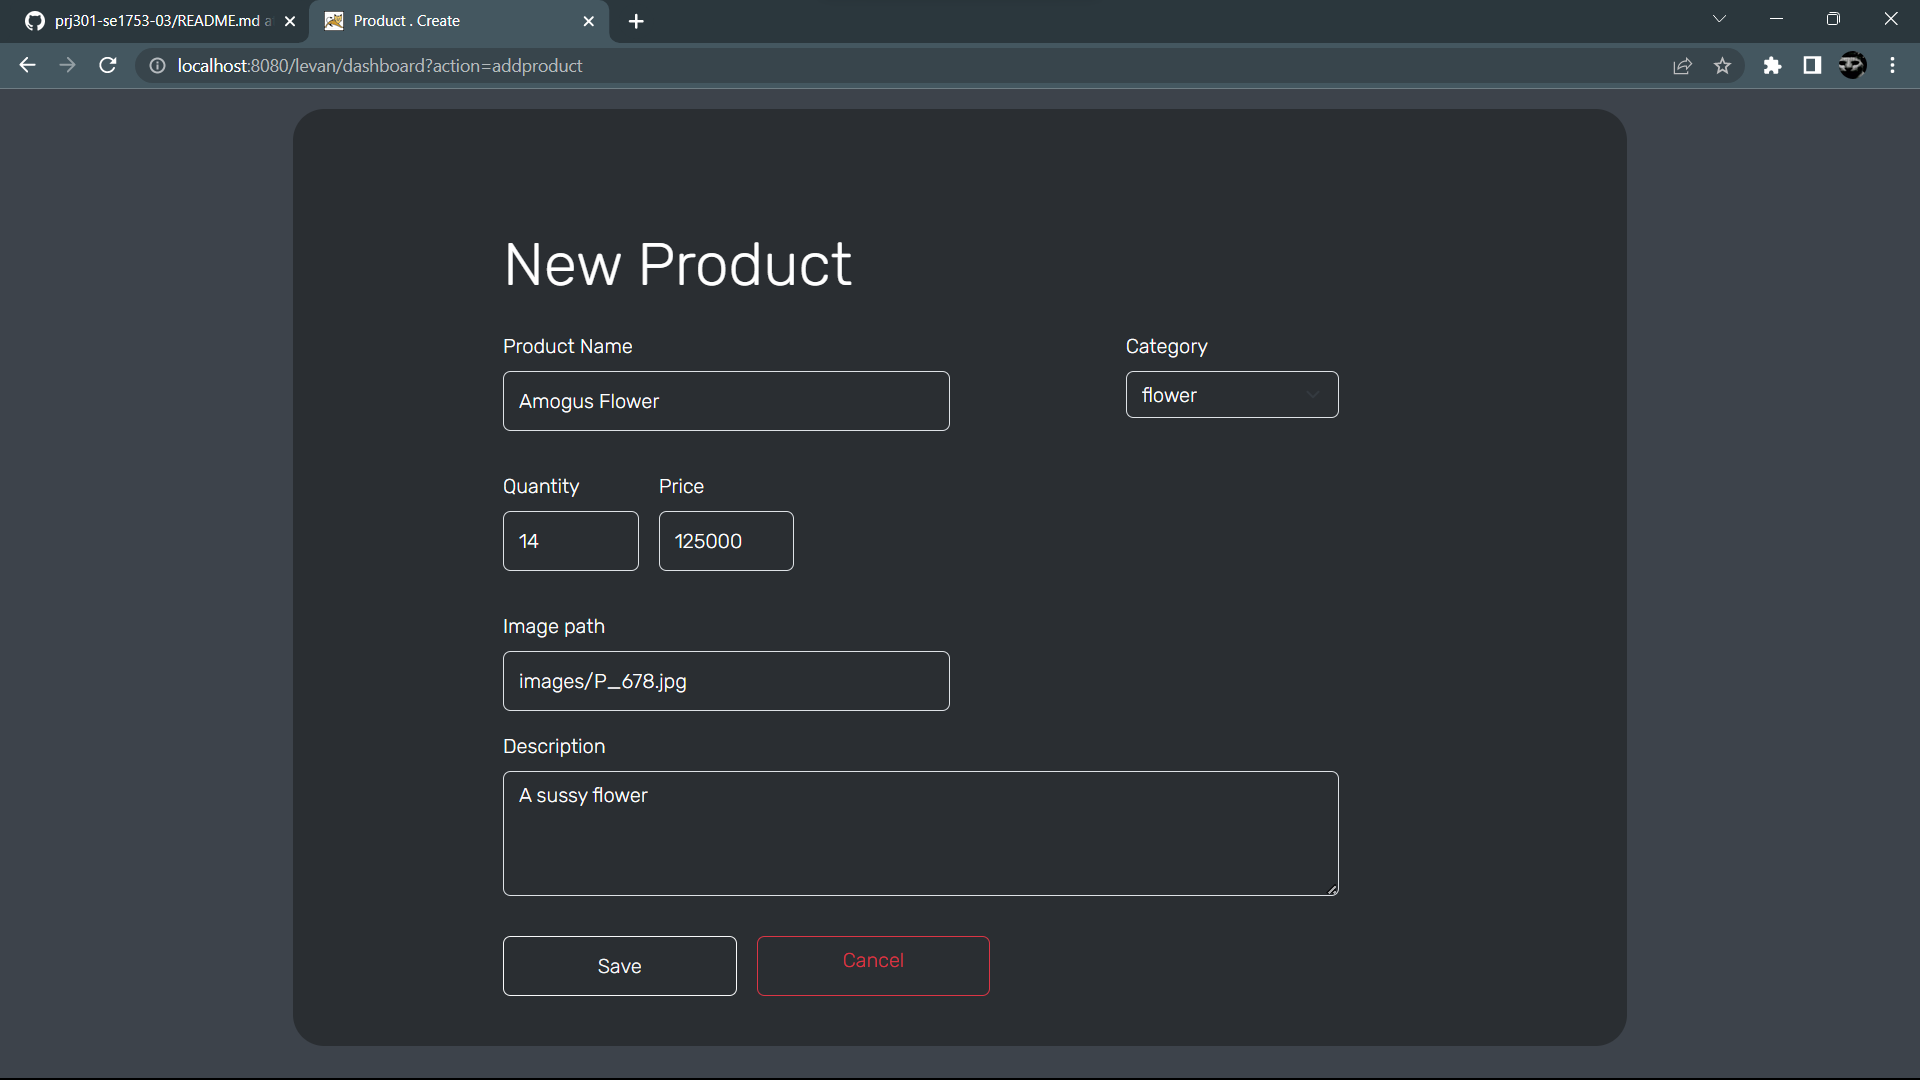 prj301-se1753-03/README.md a
Product . Create
localhost:8080/levan/dashboard?action=addproduct
New Product
Product Name
Category
Amogus Flower
flower
Quantity
Price
14
125000
Image path
images/P_678.jpg
Description
A sussy flower
Save
Cancel